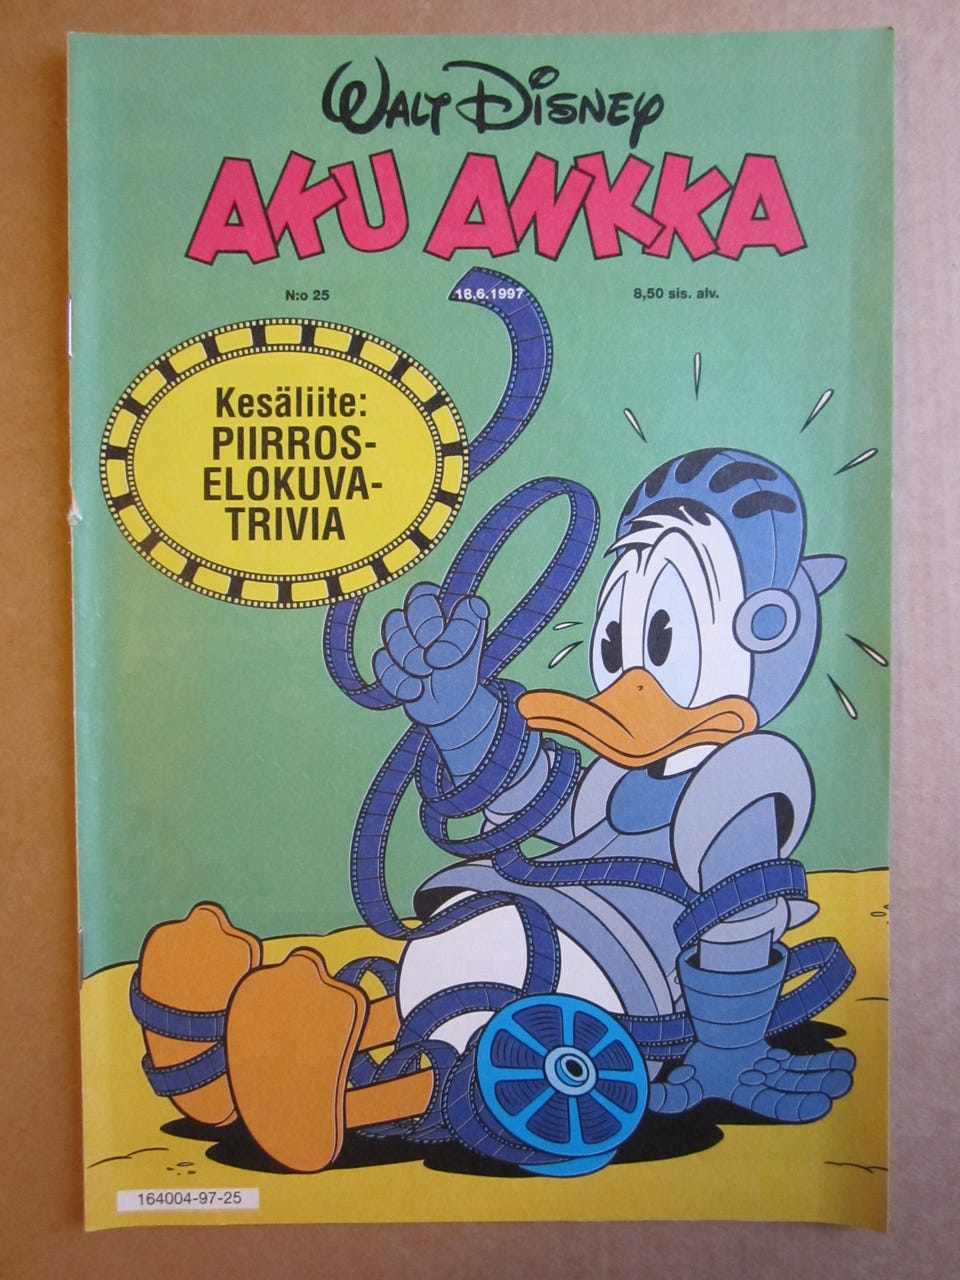 WALT DISNEY
AKU ANKKA
N:o 25 18.6.1997 8,50 sis. alv.
Kesäliite:
PIIRROS-
ELOKUVA-
TRIVIA
164004-97-25